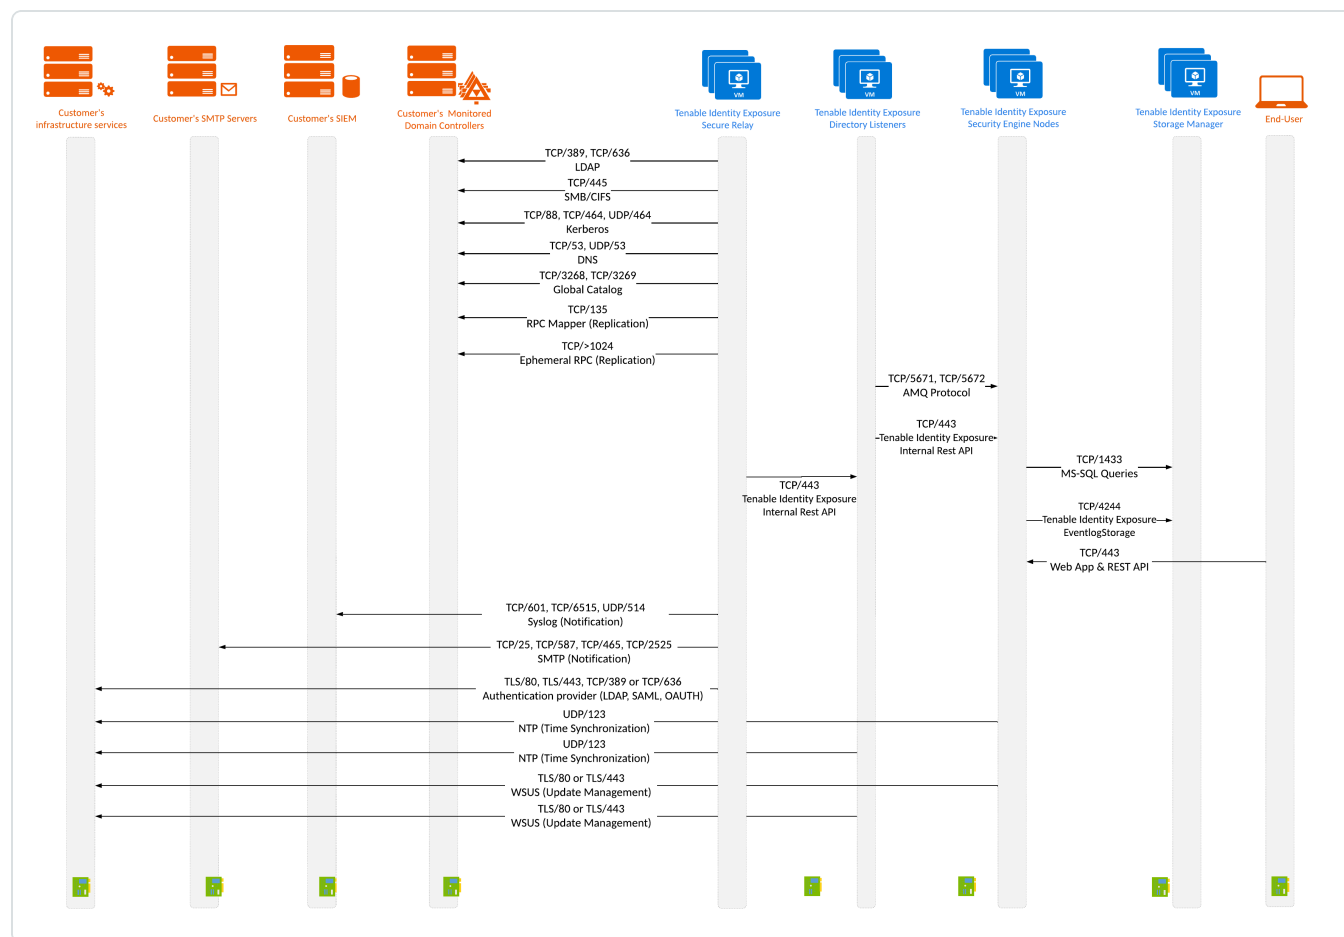 VM
VM
VM
VM
Customer's
infrastructure services
Customer's SMTP Servers
Customer's SIEM
Customer's Monitored
Domain Controllers
Tenable Identity Exposure
Secure Relay
Tenable Identity Exposure
Directory Listeners
Tenable Identity Exposure
Security Engine Nodes
Tenable Identity Exposure
Storage Manager
End-User
TCP/389, TCP/636
LDAP
TCP/445
SMB/CIFS
TCP/88, TCP/464, UDP/464
Kerberos
TCP/53, UDP/53
DNS
TCP/3268, TCP/3269
Global Catalog
TCP/135
RPC Mapper (Replication)
TCP/>1024
Ephemeral RPC (Replication)
TCP/5671, TCP/5672
AMQ Protocol
TCP/443
Tenable Identity Exposure
Internal Rest API
TCP/1433
MS-SQL Queries
TCP/443
Tenable Identity Exposure
Internal Rest API
TCP/4244
Tenable Identity Exposure
EventlogStorage
TCP/443
Web App & REST API
TCP/601, TCP/6515, UDP/514
Syslog (Notification)
TCP/25, TCP/587, TCP/465, TCP/2525
SMTP (Notification)
TLS/80, TLS/443, TCP/389 or TCP/636
Authentication provider (LDAP, SAML, OAUTH)
UDP/123
NTP (Time Synchronization)
UDP/123
NTP (Time Synchronization)
TLS/80 or TLS/443
WSUS (Update Management)
TLS/80 or TLS/443
WSUS (Update Management)